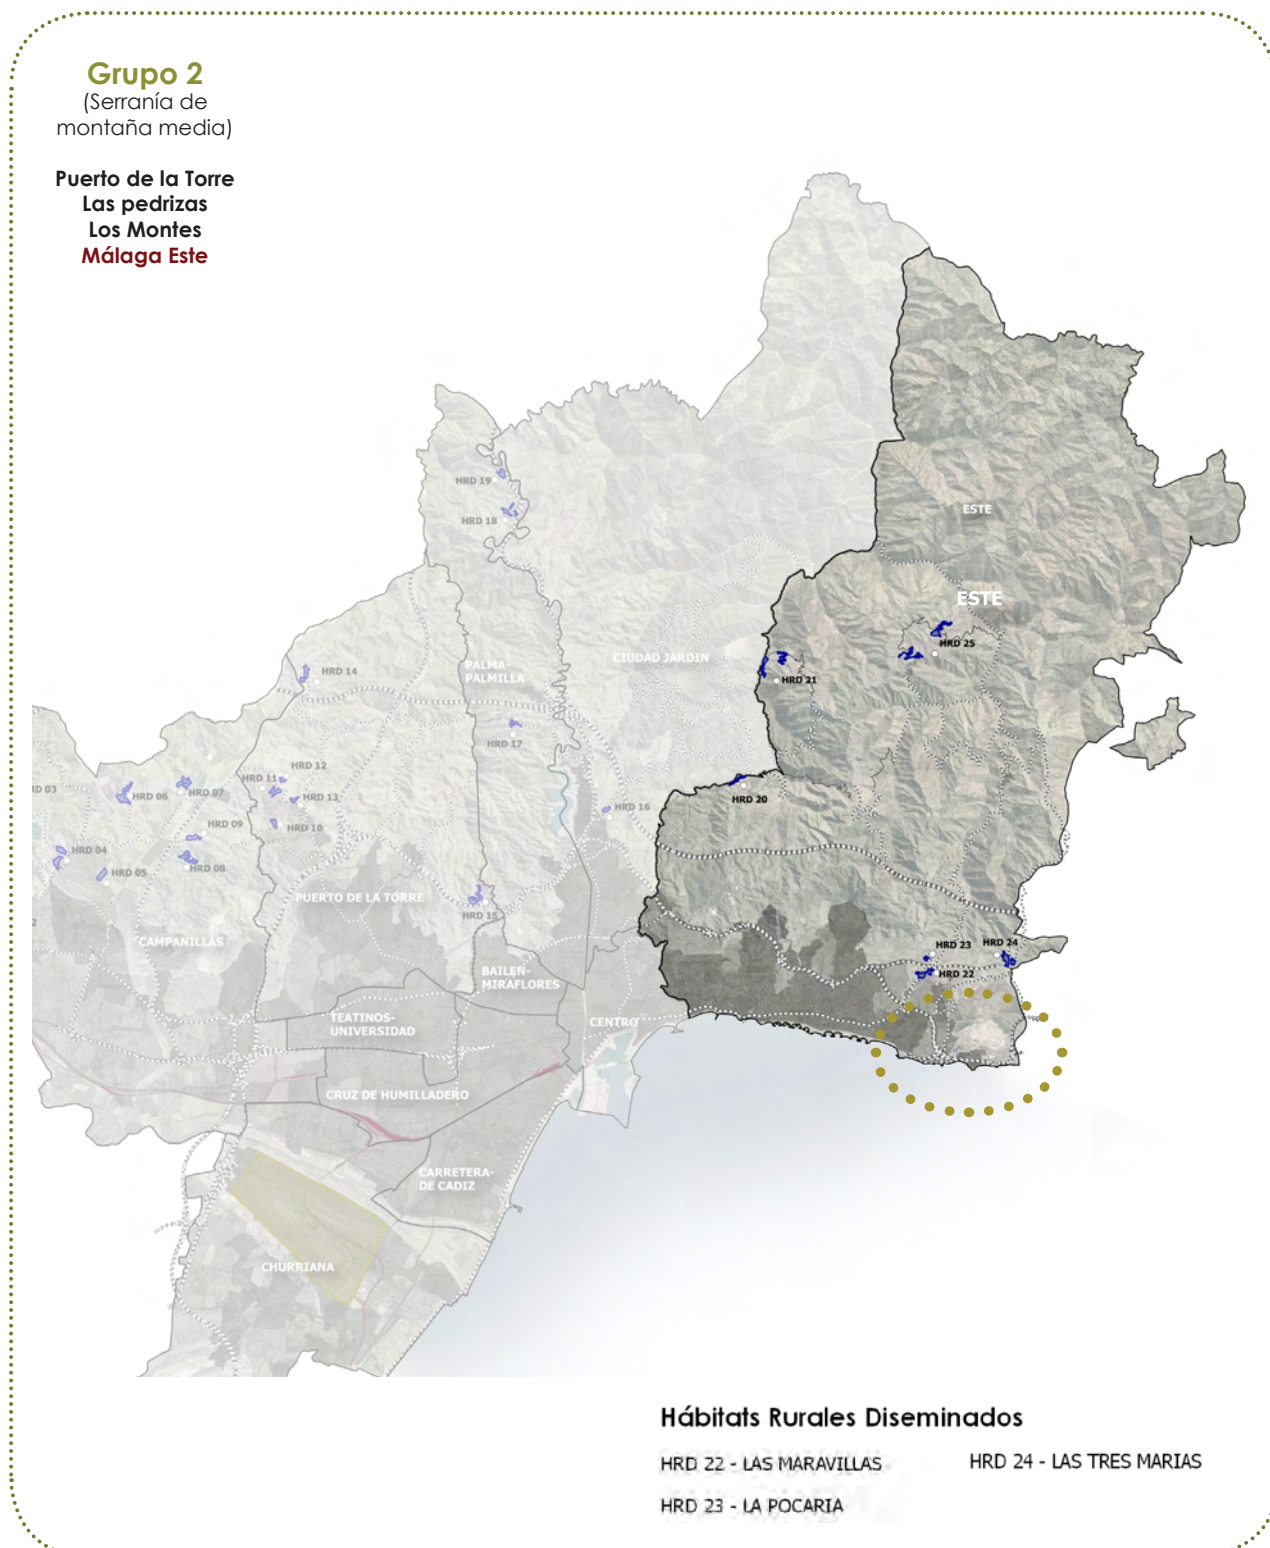 Grupo 2
(Serranía de
montaña media)
Puerto de la Torre
Las pedrizas
Los Montes
Málaga Este
HRD 19
HRD 18
ESTE
ESTE
HRD 25
CIUDAD JARDIN
PALMA-
PALMILLA
HRD 14
HRD 21
HRD 17
HRD 12
HRD 11
HRD 13
HRD 10
HRD 03
HRD 06
HRD 07
HRD 20
HRD 16
HRD 09
HRD 08
HRD 04
HRD 05
PUERTO DE LA TORRE
HRD 15
CAMPANILLAS
HRD 23
HRD 24
HRD 22
BAILEN-
MIRAFLORES
TEATINOS-
UNIVERSIDAD
CENTRO
CRUZ DE HUMILLADERO
CARRETERA-
DE CADIZ
CHURRIANA
Hábitats Rurales Diseminados
HRD 22 - LAS MARAVILLAS
HRD 24 - LAS TRES MARIAS
HRD 23 - LA POCARIA